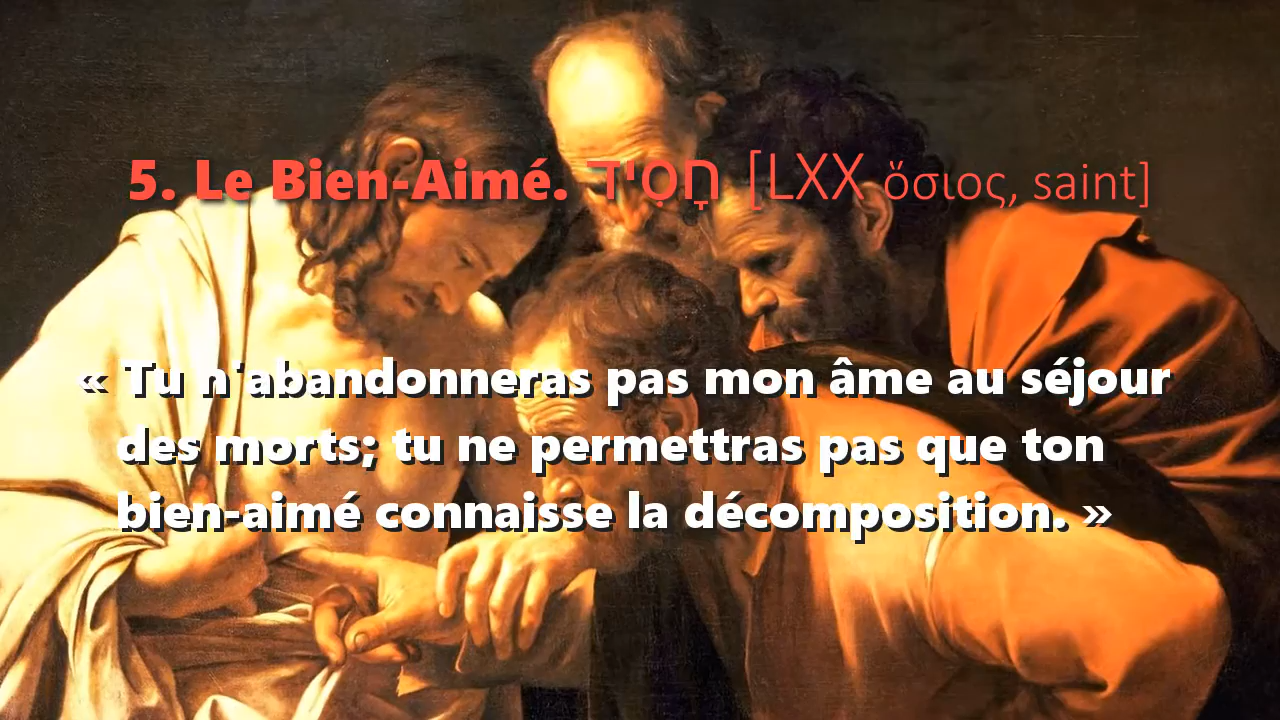 5. Le Bien-Aimé. חָסִיד [LXX ὅσιος, saint]
« Tu n'abandonneras pas mon âme au séjour
des morts; tu ne permettras pas que ton
bien-aimé connaisse la décomposition. »